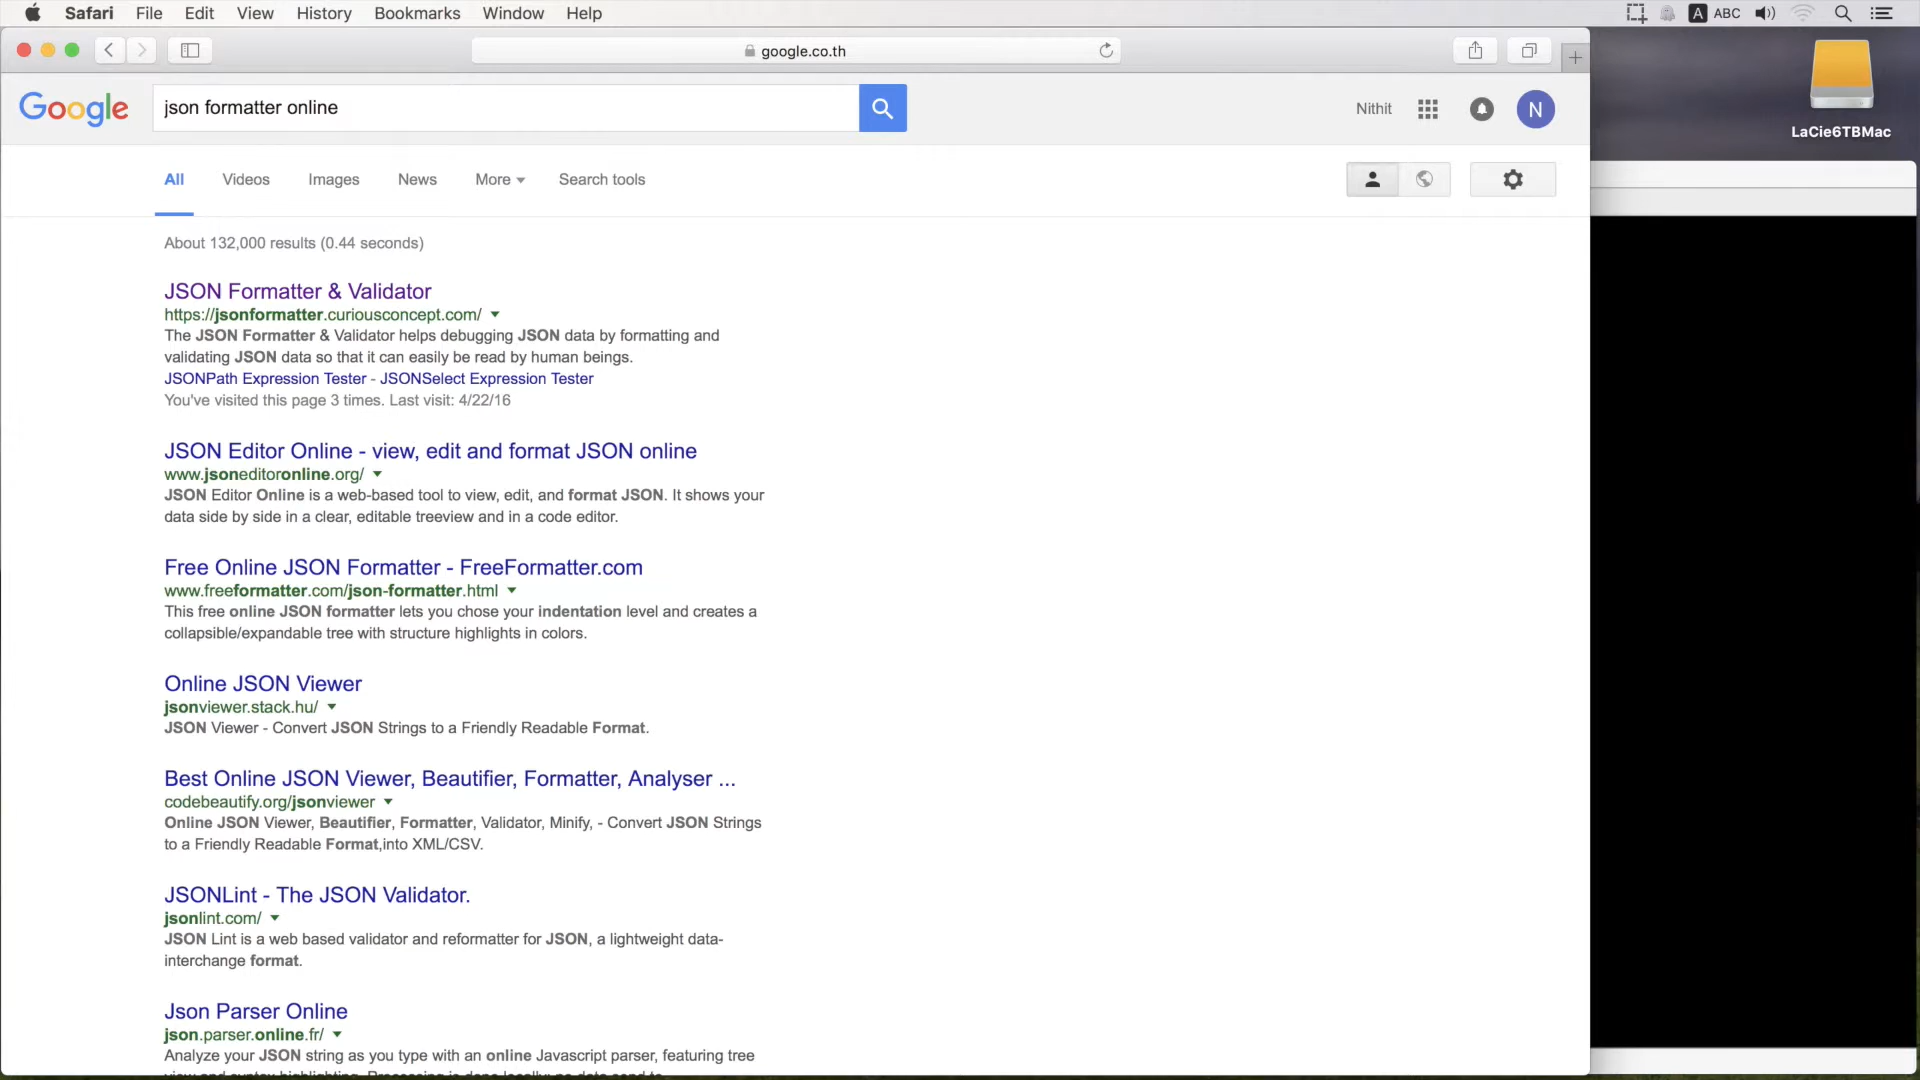 Safari File Edit View History Bookmarks Window Help
A ABC
google.co.th
LaCie6TBMac
Google
json formatter online
Nithit
N
All Videos Images News More Search tools
About 132,000 results (0.44 seconds)
JSON Formatter & Validator
https://jsonformatter.curiousconcept.com/
The JSON Formatter & Validator helps debugging JSON data by formatting and
validating JSON data so that it can easily be read by human beings.
JSONPath Expression Tester - JSONSelect Expression Tester
You've visited this page 3 times. Last visit: 4/22/16
JSON Editor Online - view, edit and format JSON online
www.jsoneditoronline.org/
JSON Editor Online is a web-based tool to view, edit, and format JSON. It shows your
data side by side in a clear, editable treeview and in a code editor.
Free Online JSON Formatter - FreeFormatter.com
www.freeformatter.com/json-formatter.html
This free online JSON formatter lets you chose your indentation level and creates a
collapsible/expandable tree with structure highlights in colors.
Online JSON Viewer
jsonviewer.stack.hu/
JSON Viewer - Convert JSON Strings to a Friendly Readable Format.
Best Online JSON Viewer, Beautifier, Formatter, Analyser ...
codebeautify.org/jsonviewer
Online JSON Viewer, Beautifier, Formatter, Validator, Minify, - Convert JSON Strings
to a Friendly Readable Format,into XML/CSV.
JSONLint - The JSON Validator.
jsonlint.com/
JSON Lint is a web based validator and reformatter for JSON, a lightweight data-
interchange format.
Json Parser Online
json.parser.online.fr/
Analyze your JSON string as you type with an online Javascript parser, featuring tree